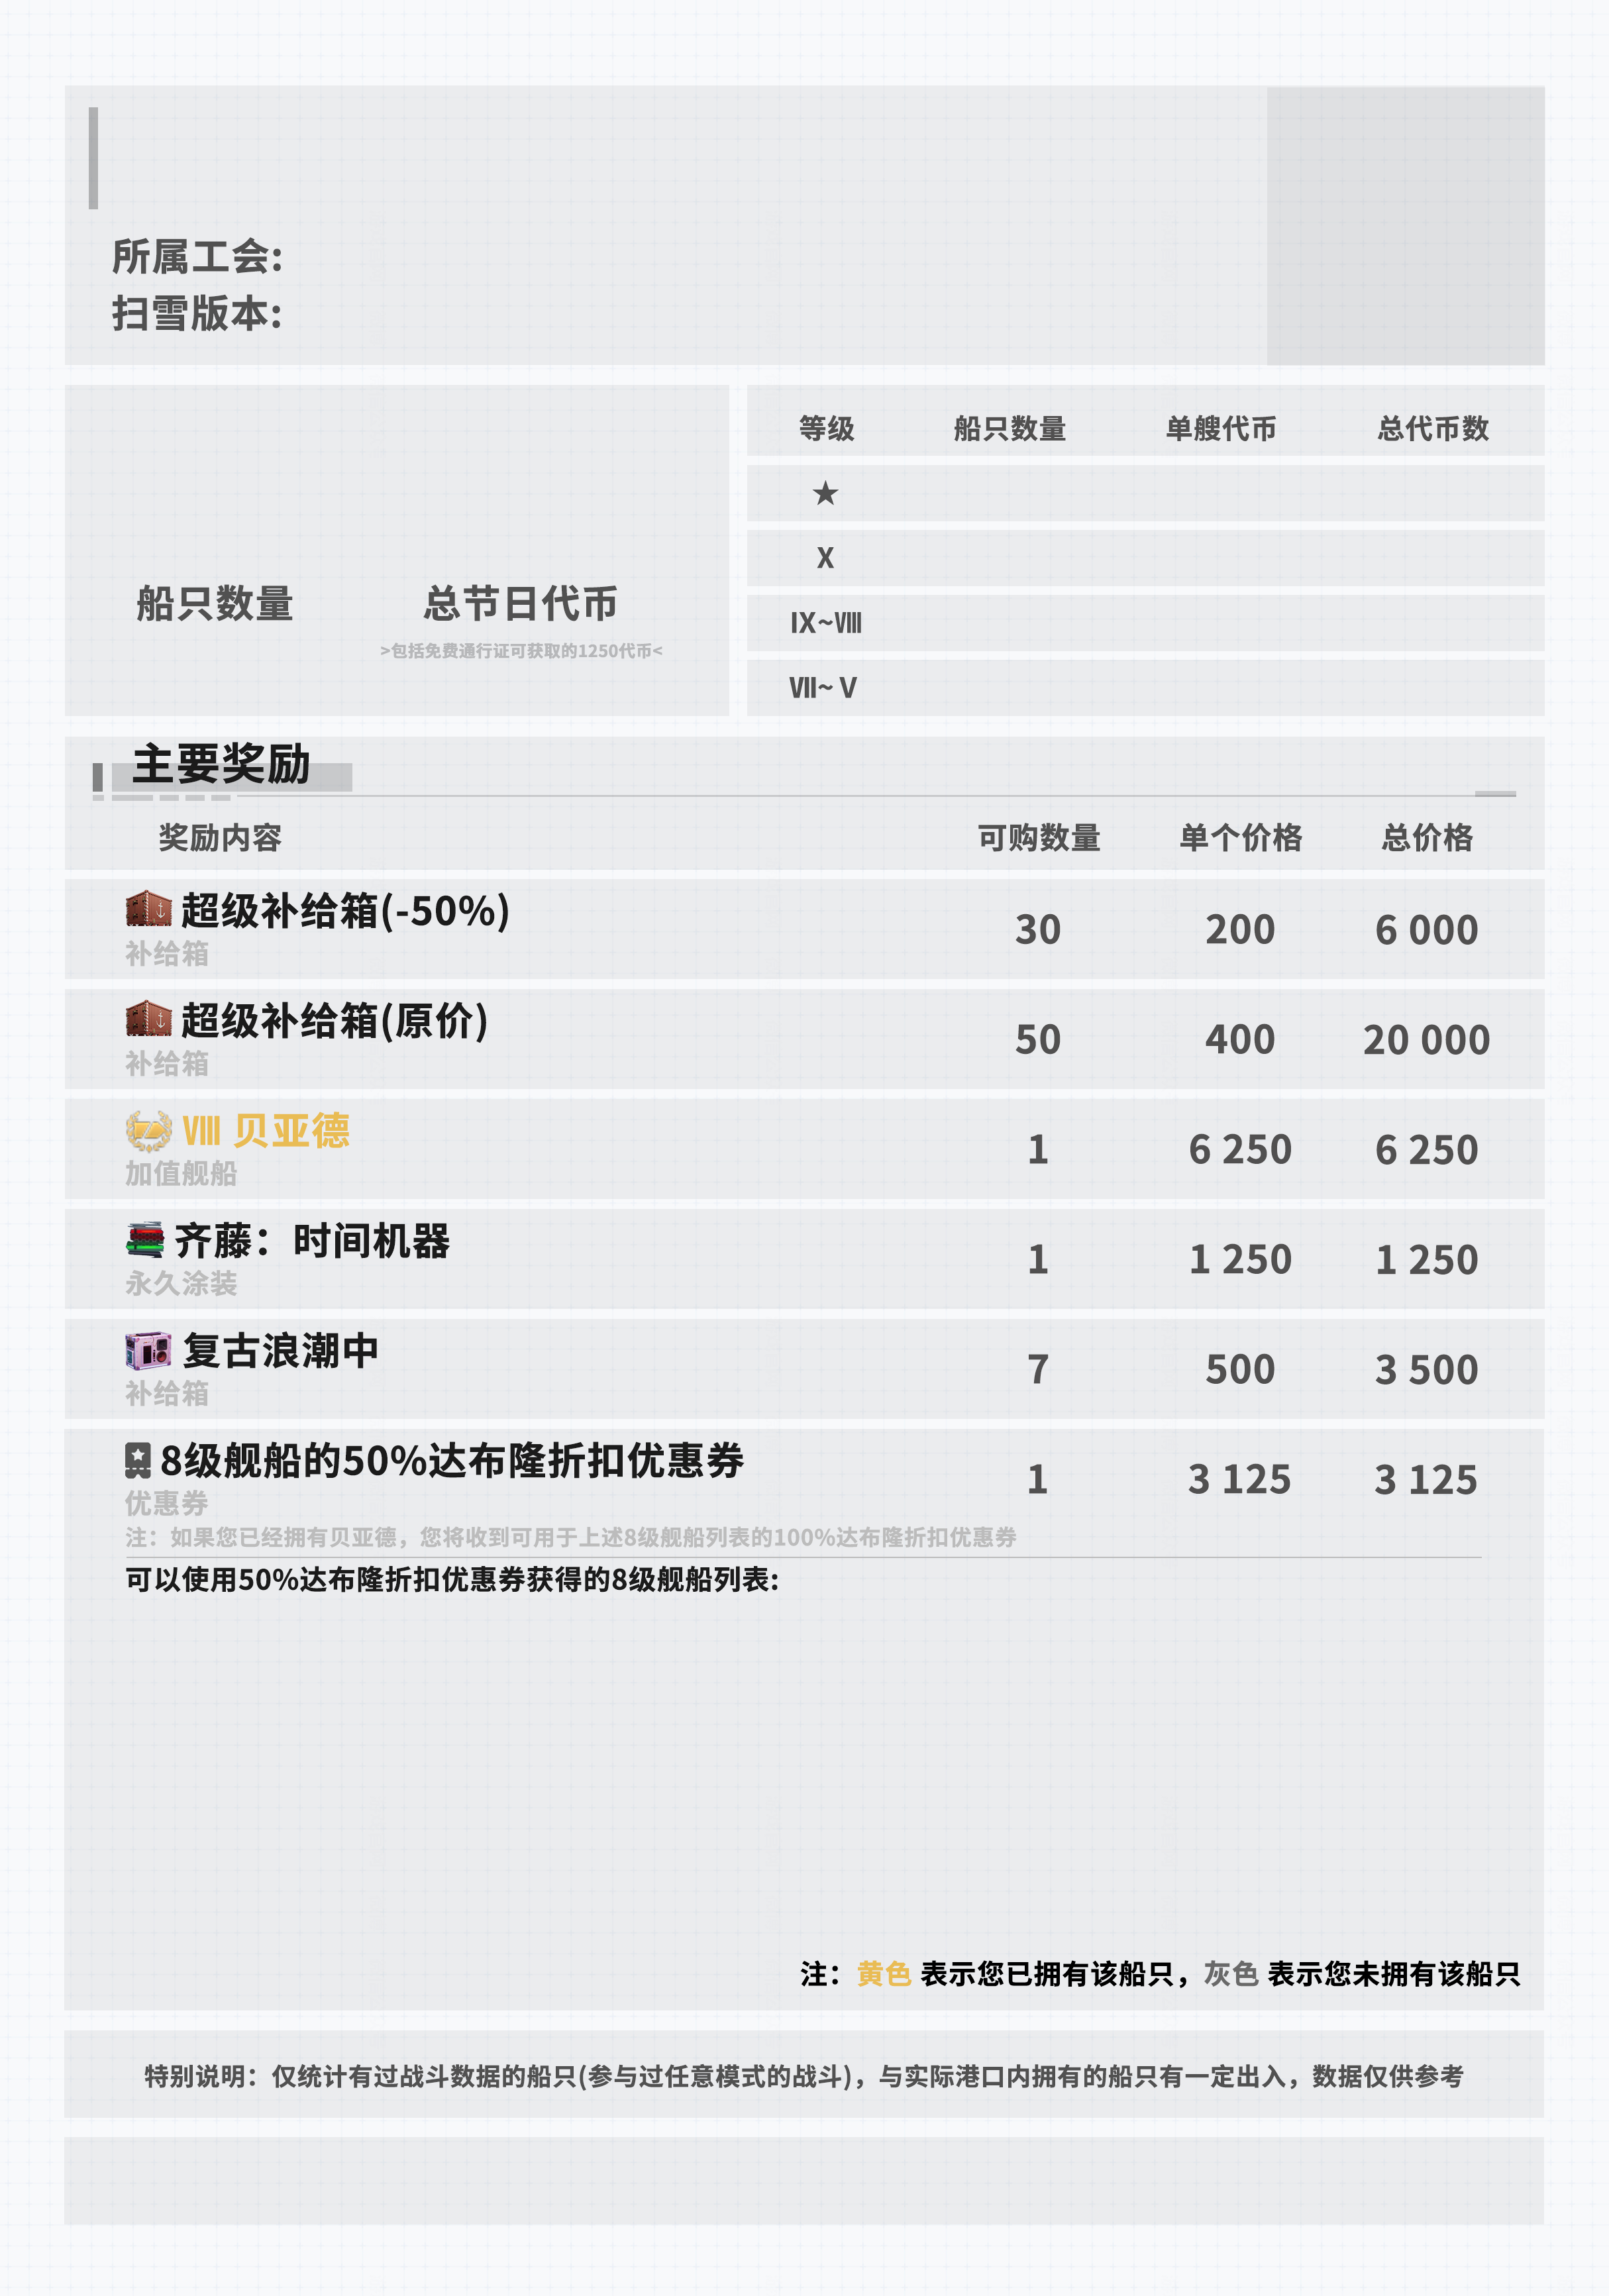 所属工会:
扫雪版本:
船只数量 总节日代币
>包括免费通行证可获取的1250代币<
等级 船只数量 单艘代币 总代币数
★
X
Ⅸ~Ⅷ
Ⅶ~Ⅴ
主要奖励
奖励内容 可购数量 单个价格 总价格
超级补给箱(-50%) 30 200 6 000
补给箱
超级补给箱(原价) 50 400 20 000
补给箱
Ⅷ 贝亚德 1 6 250 6 250
加值舰船
齐藤：时间机器 1 1 250 1 250
永久涂装
复古浪潮中 7 500 3 500
补给箱
8级舰船的50%达布隆折扣优惠券 1 3 125 3 125
优惠券
注：如果您已经拥有贝亚德，您将收到可用于上述8级舰船列表的100%达布隆折扣优惠券
可以使用50%达布隆折扣优惠券获得的8级舰船列表:
注：黄色 表示您已拥有该船只，灰色 表示您未拥有该船只
特别说明：仅统计有过战斗数据的船只(参与过任意模式的战斗)，与实际港口内拥有的船只有一定出入，数据仅供参考